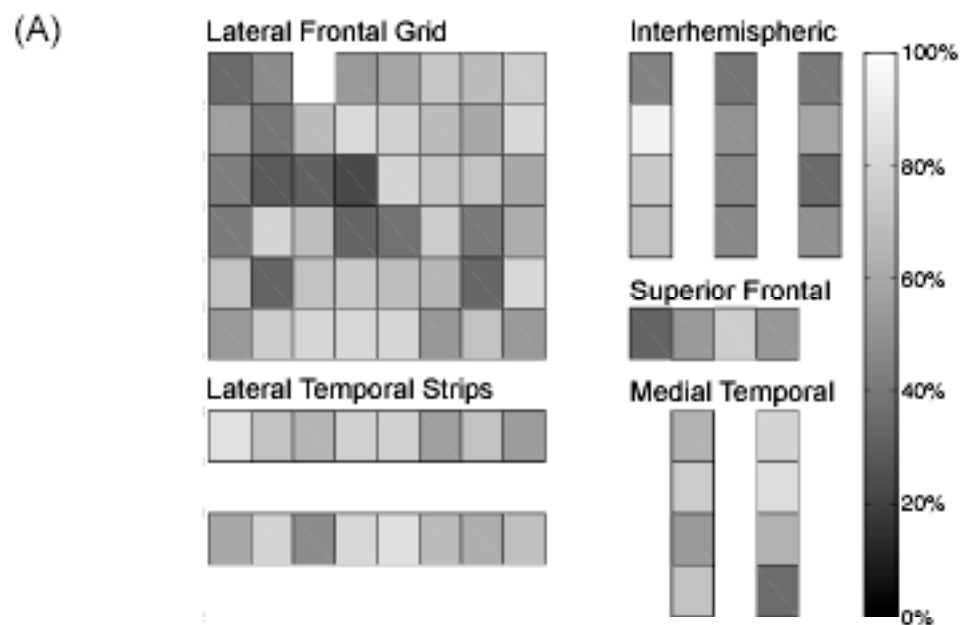 (A)
Lateral Frontal Grid
Interhemispheric
100%
80%
60%
Superior Frontal
Lateral Temporal Strips
Medial Temporal
40%
20%
0%